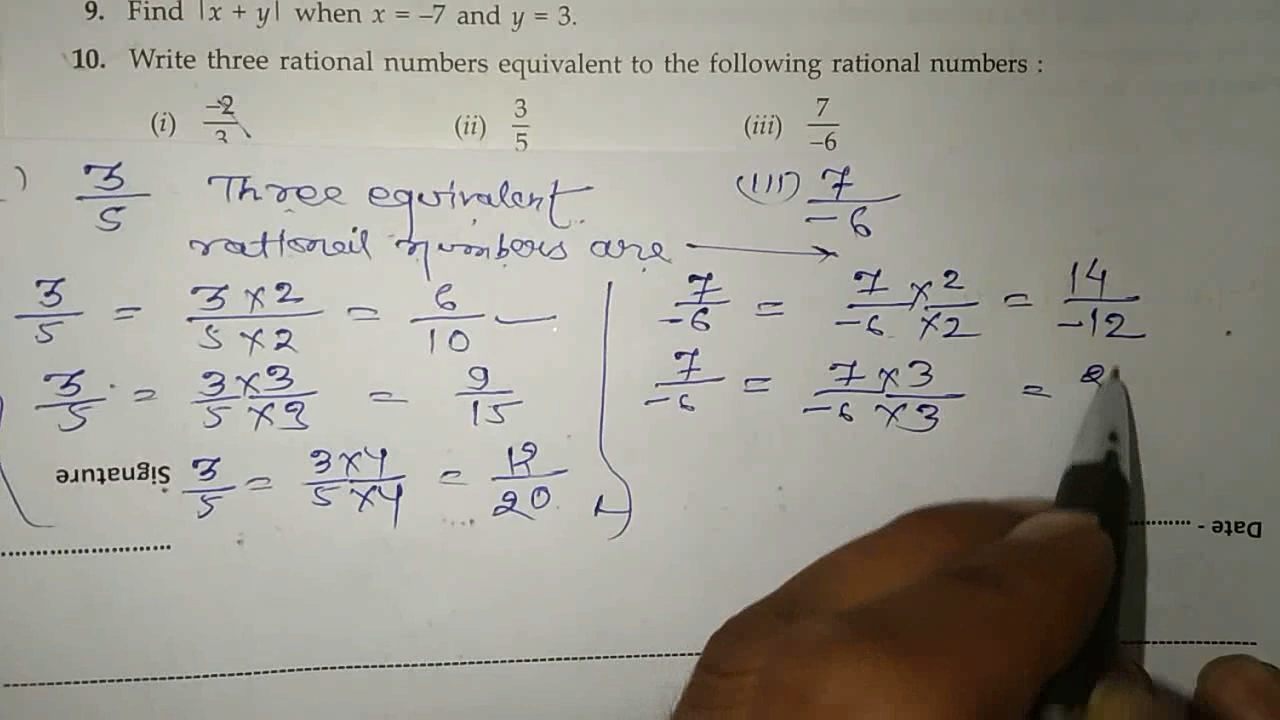 9. Find |x + y| when x = –7 and y = 3.
10. Write three rational numbers equivalent to the following rational numbers :
(i) –2/3 (ii) 3/5 (iii) 7/–6
) 3/5 Three equivalent
rational numbers are →
3/5 = 3×2/5×2 = 6/10
3/5 = 3×3/5×3 = 9/15
Signature 3/5 = 3×4/5×4 = 12/20
(III) 7/–6
7/–6 = 7×2/–6×2 = 14/–12
7/–6 = 7×3/–6×3 = 2
Date -